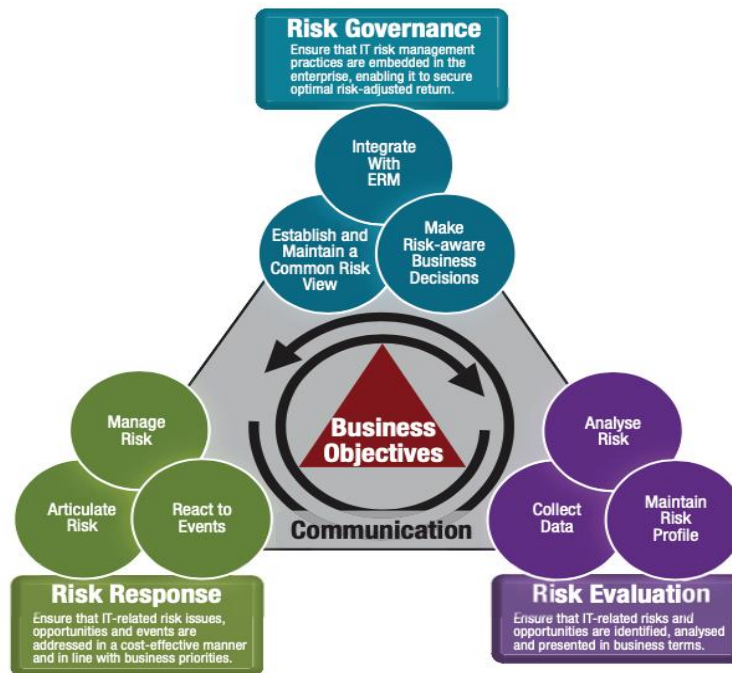 Risk Governance
Ensure that IT risk management
practices are embedded in the
enterprise, enabling it to secure
optimal risk-adjusted return.
Integrate
With
ERM
Establish and
Maintain a
Common Risk
View
Make
Risk-aware
Business
Decisions
Business
Objectives
Communication
Manage
Risk
Articulate
Risk
React to
Events
Analyse
Risk
Collect
Data
Maintain
Risk
Profile
Risk Response
Ensure that IT-related risk issues,
opportunities and events are
addressed in a cost-effective manner
and in line with business priorities.
Risk Evaluation
Ensure that IT-related risks and
opportunities are identified, analysed
and presented in business terms.